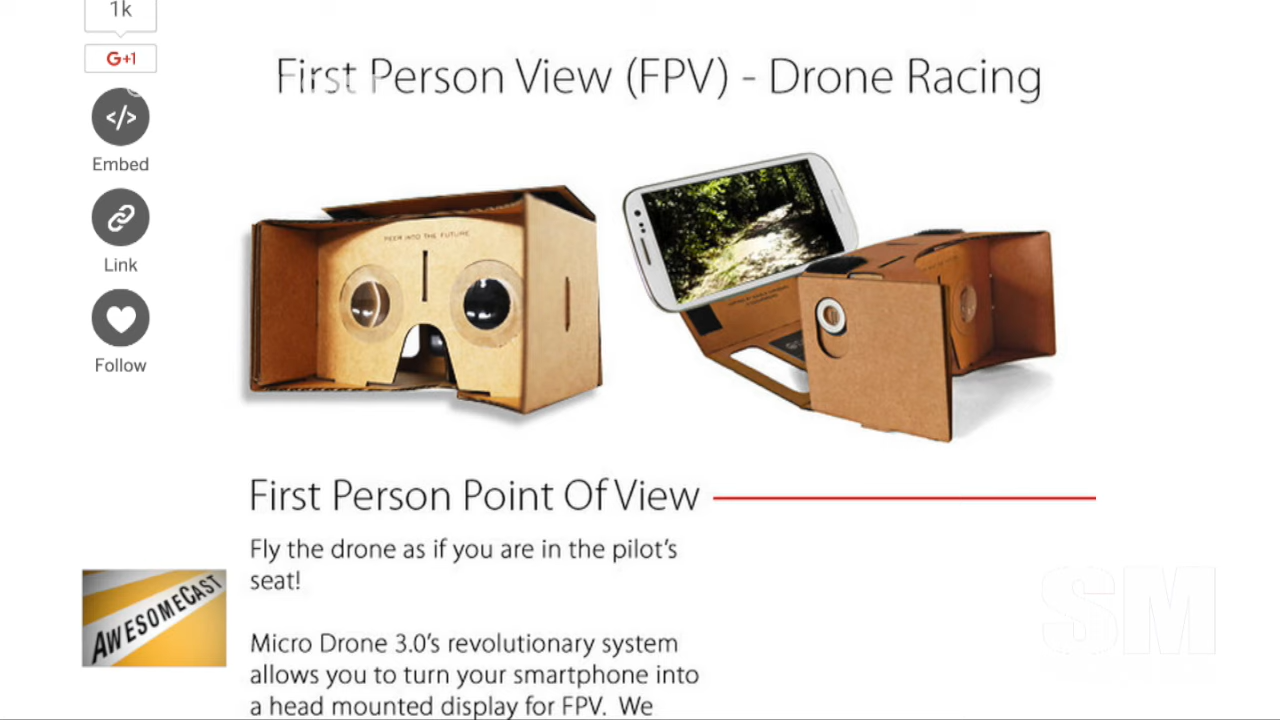 1k
G+1
First Person View (FPV) - Drone Racing
</>
Embed
PEER INTO THE FUTURE
Link
Follow
First Person Point Of View
Fly the drone as if you are in the pilot's
seat!
AWESOMECAST
Micro Drone 3.0's revolutionary system
allows you to turn your smartphone into
a head mounted display for FPV. We
SM